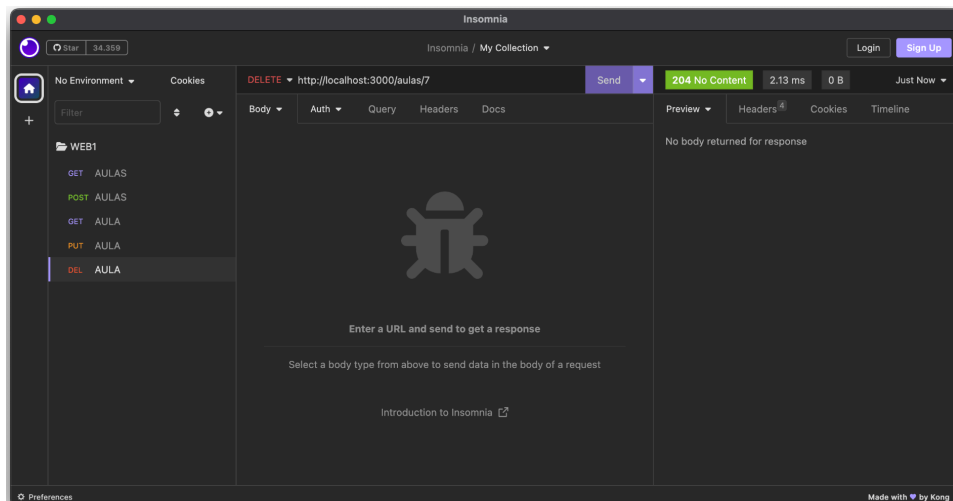 Insomnia
Star 34.359
Insomnia / My Collection
Login Sign Up
No Environment Cookies
DELETE http://localhost:3000/aulas/7 Send
204 No Content 2.13 ms 0 B Just Now
Filter
Body Auth Query Headers Docs
Preview Headers 4 Cookies Timeline
WEB1
GET AULAS
POST AULAS
GET AULA
PUT AULA
DEL AULA
No body returned for response
Enter a URL and send to get a response
Select a body type from above to send data in the body of a request
Introduction to Insomnia
Preferences
Made with ♥ by Kong